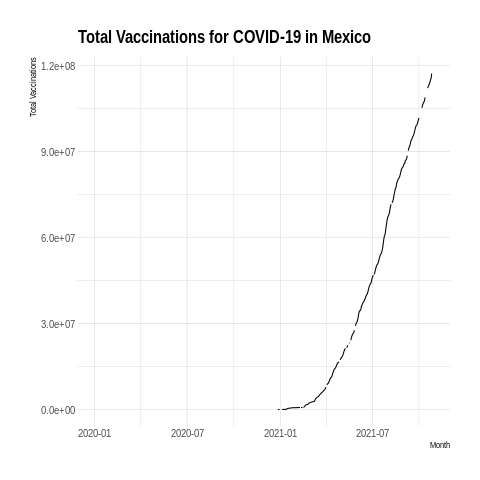 Total Vaccinations for COVID-19 in Mexico
Total Vaccinations
1.2e+08
9.0e+07
6.0e+07
3.0e+07
0.0e+00
2020-01 2020-07 2021-01 2021-07
Month